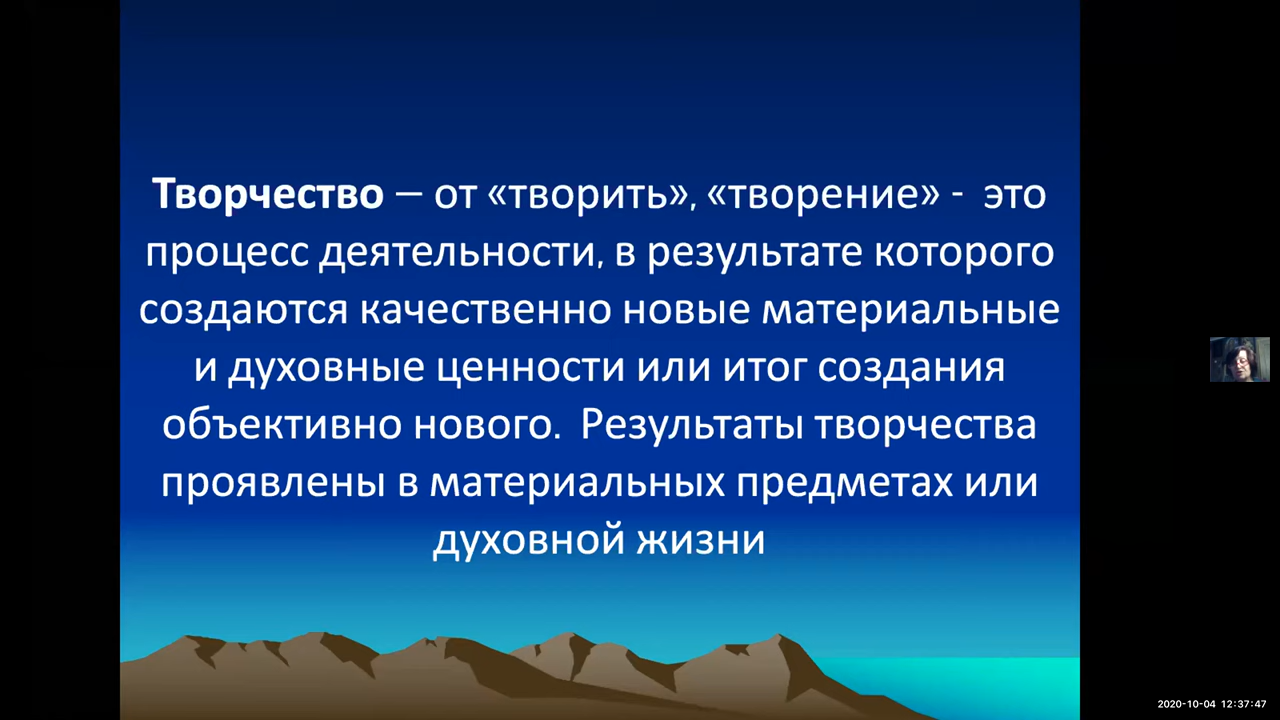 Творчество – от «творить», «творение» - это
процесс деятельности, в результате которого
создаются качественно новые материальные
и духовные ценности или итог создания
объективно нового. Результаты творчества
проявлены в материальных предметах или
духовной жизни
2020-10-04 12:37:47